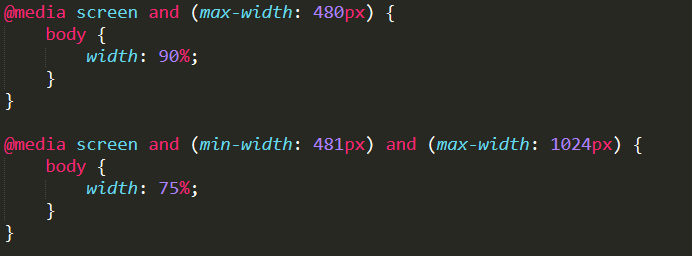 @media screen and (max-width: 480px) {
    body {
        width: 90%;
    }
}

@media screen and (min-width: 481px) and (max-width: 1024px) {
    body {
        width: 75%;
    }
}